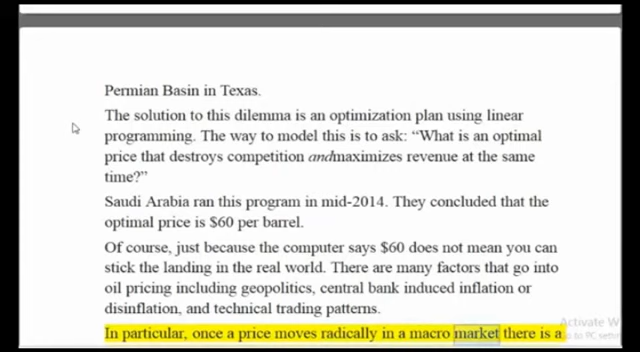 Permian Basin in Texas.
The solution to this dilemma is an optimization plan using linear
programming. The way to model this is to ask: “What is an optimal
price that destroys competition andmaximizes revenue at the same
time?”
Saudi Arabia ran this program in mid-2014. They concluded that the
optimal price is $60 per barrel.
Of course, just because the computer says $60 does not mean you can
stick the landing in the real world. There are many factors that go into
oil pricing including geopolitics, central bank induced inflation or
disinflation, and technical trading patterns.
Activate W
In particular, once a price moves radically in a macro market there is a
to PC